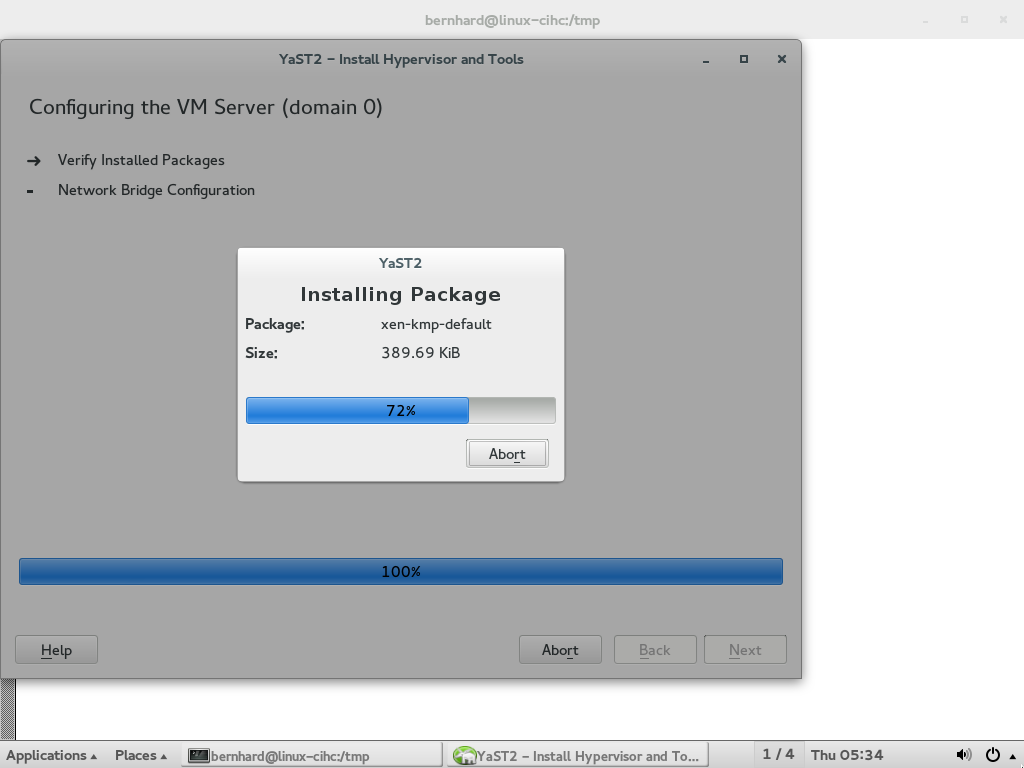 bernhard@linux-cihc:/tmp
YaST2 – Install Hypervisor and Tools
Configuring the VM Server (domain 0)
Verify Installed Packages
Network Bridge Configuration
YaST2
Installing Package
Package: xen-kmp-default
Size: 389.69 KiB
72%
Abort
100%
Help Abort Back Next
Applications Places bernhard@linux-cihc:/tmp YaST2 – Install Hypervisor and To... 1 / 4 Thu 05:34